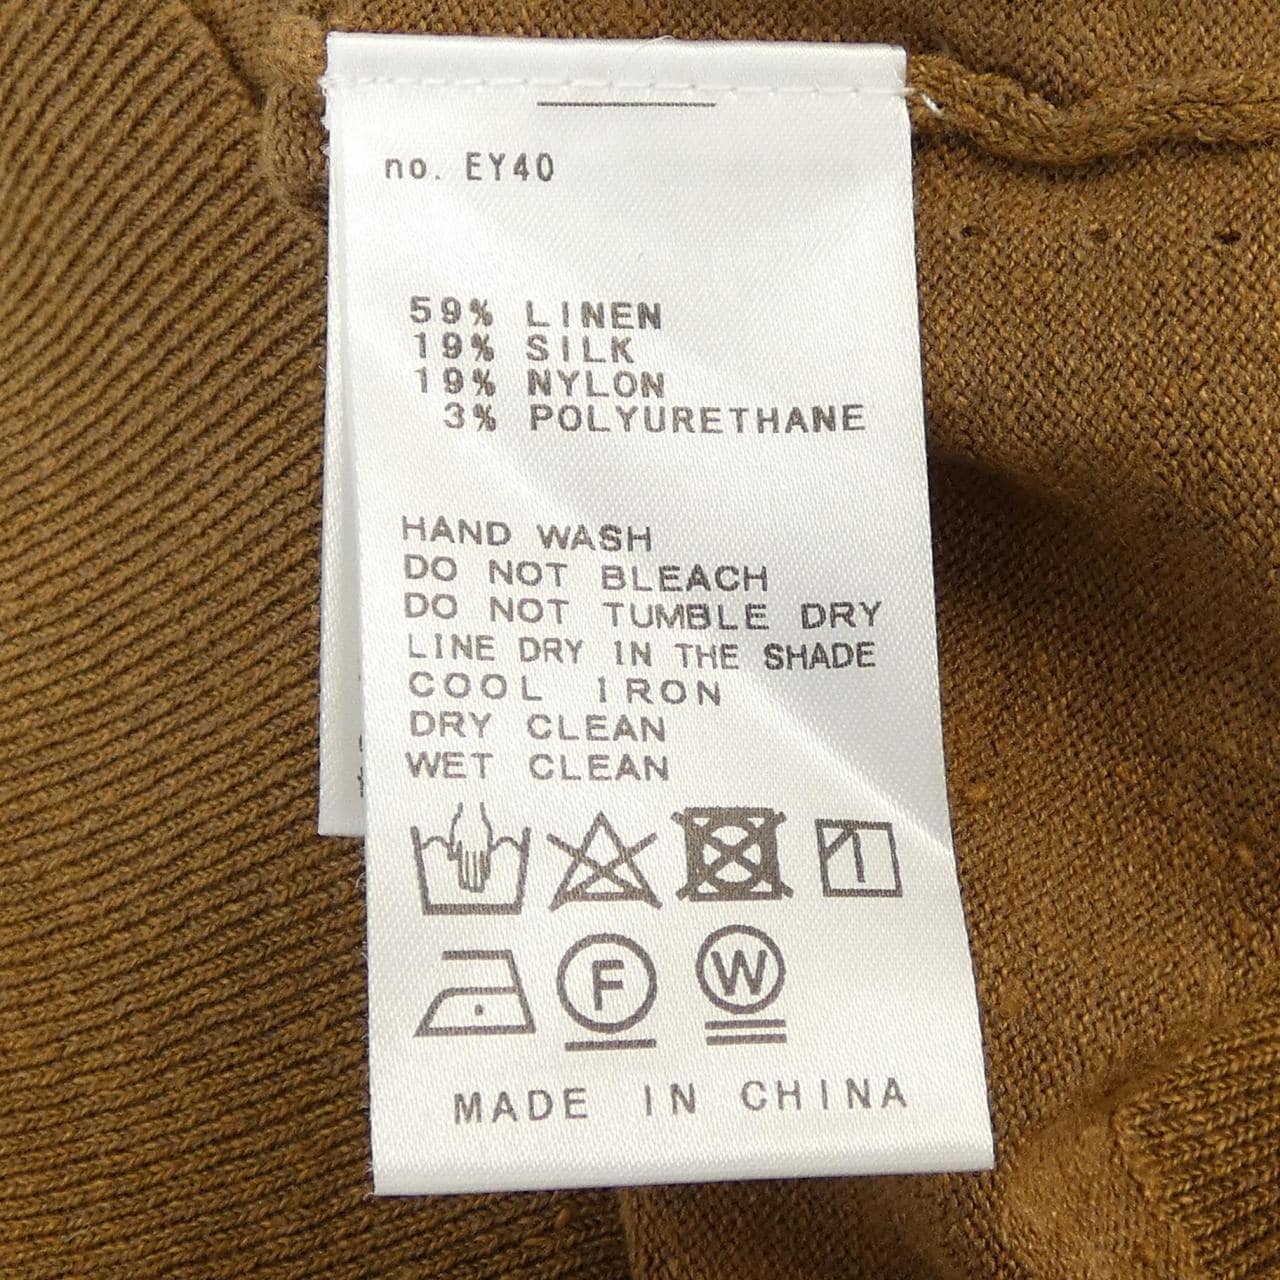 no. EY40
59% LINEN
19% SILK
19% NYLON
3% POLYURETHANE
HAND WASH
DO NOT BLEACH
DO NOT TUMBLE DRY
LINE DRY IN THE SHADE
COOL IRON
DRY CLEAN
WET CLEAN
F W
MADE IN CHINA